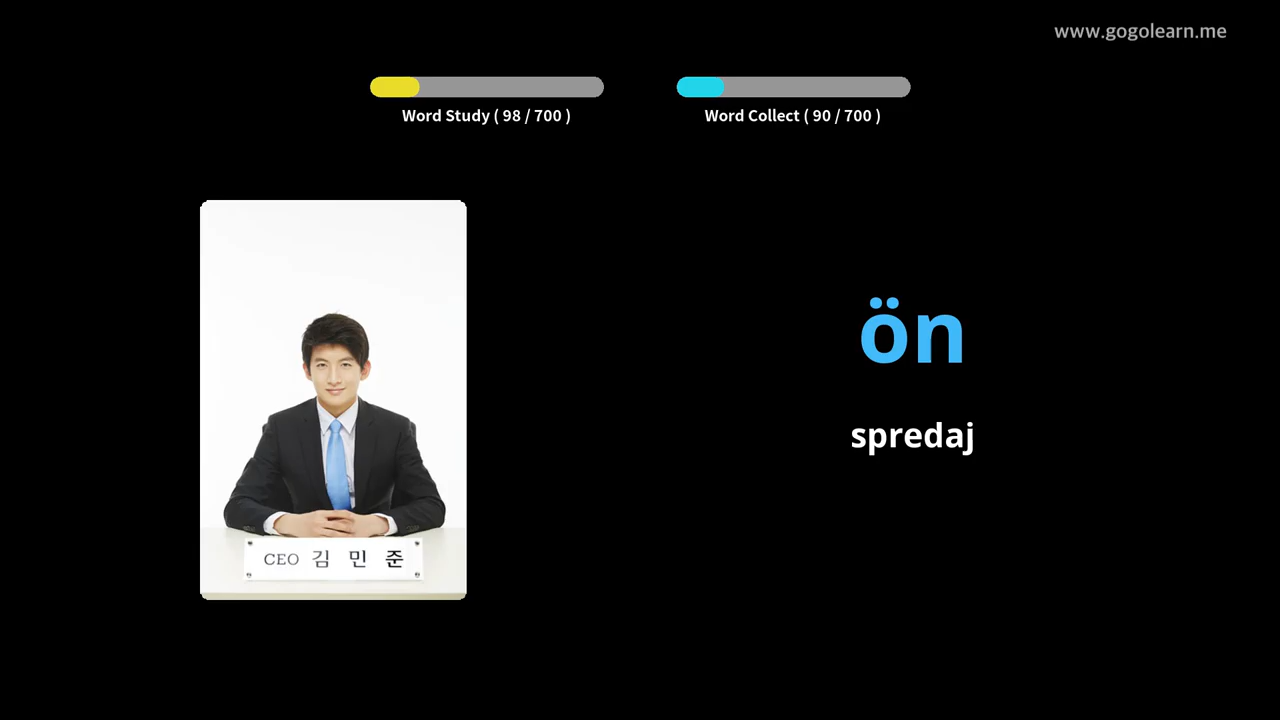 www.gogolearn.me
Word Study ( 98 / 700 )
Word Collect ( 90 / 700 )
ön
spredaj
CEO 김 민 준